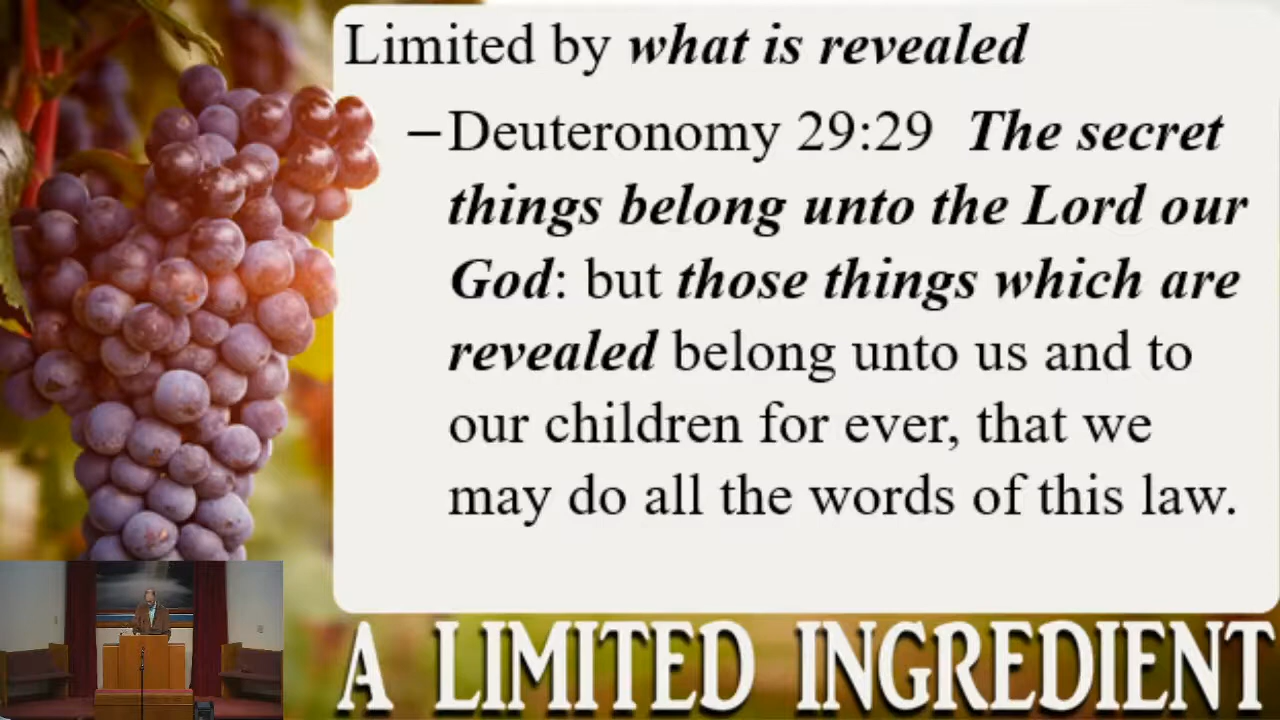 Limited by what is revealed
–Deuteronomy 29:29 The secret
things belong unto the Lord our
God: but those things which are
revealed belong unto us and to
our children for ever, that we
may do all the words of this law.
A LIMITED INGREDIENT